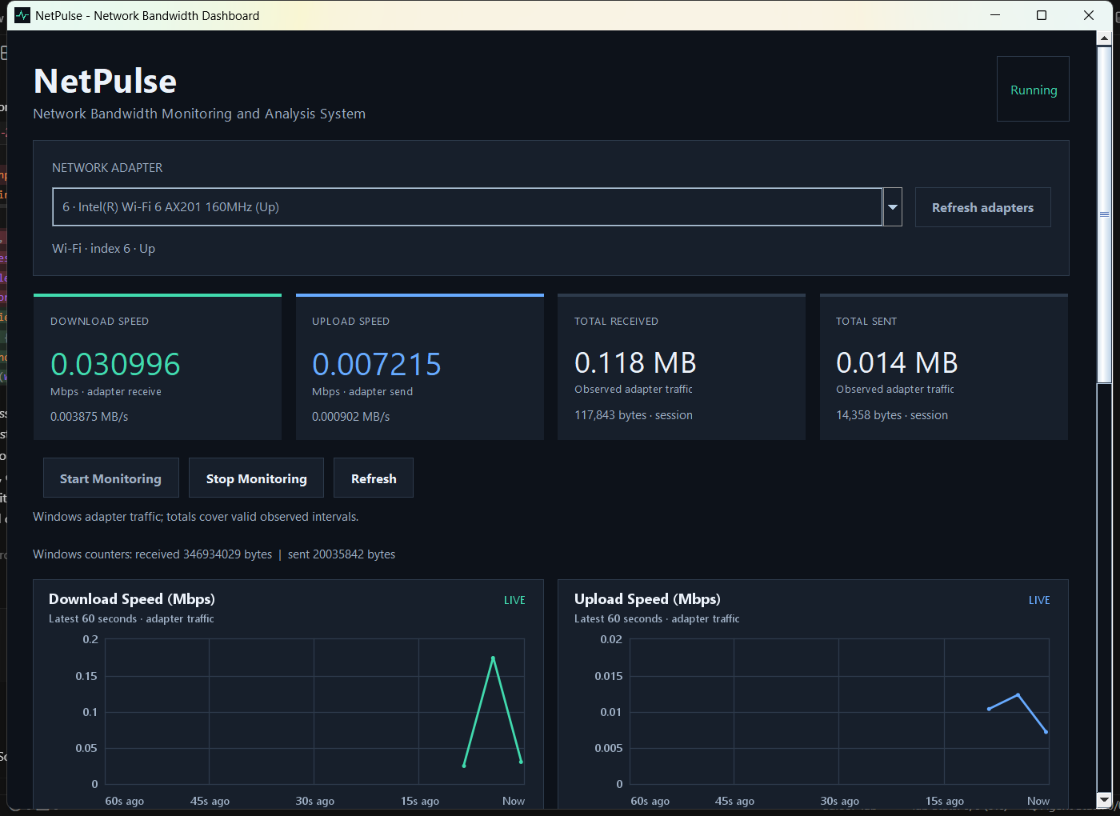 NetPulse - Network Bandwidth Dashboard
NetPulse
Network Bandwidth Monitoring and Analysis System
Running
NETWORK ADAPTER
6 · Intel(R) Wi-Fi 6 AX201 160MHz (Up)
Refresh adapters
Wi-Fi · index 6 · Up
DOWNLOAD SPEED
0.030996
Mbps · adapter receive
0.003875 MB/s
UPLOAD SPEED
0.007215
Mbps · adapter send
0.000902 MB/s
TOTAL RECEIVED
0.118 MB
Observed adapter traffic
117,843 bytes · session
TOTAL SENT
0.014 MB
Observed adapter traffic
14,358 bytes · session
Start Monitoring
Stop Monitoring
Refresh
Windows adapter traffic; totals cover valid observed intervals.
Windows counters: received 346934029 bytes | sent 20035842 bytes
Download Speed (Mbps)
LIVE
Latest 60 seconds · adapter traffic
0.2
0.15
0.1
0.05
0
60s ago 45s ago 30s ago 15s ago Now
Upload Speed (Mbps)
LIVE
Latest 60 seconds · adapter traffic
0.02
0.015
0.01
0.005
0
60s ago 45s ago 30s ago 15s ago Now